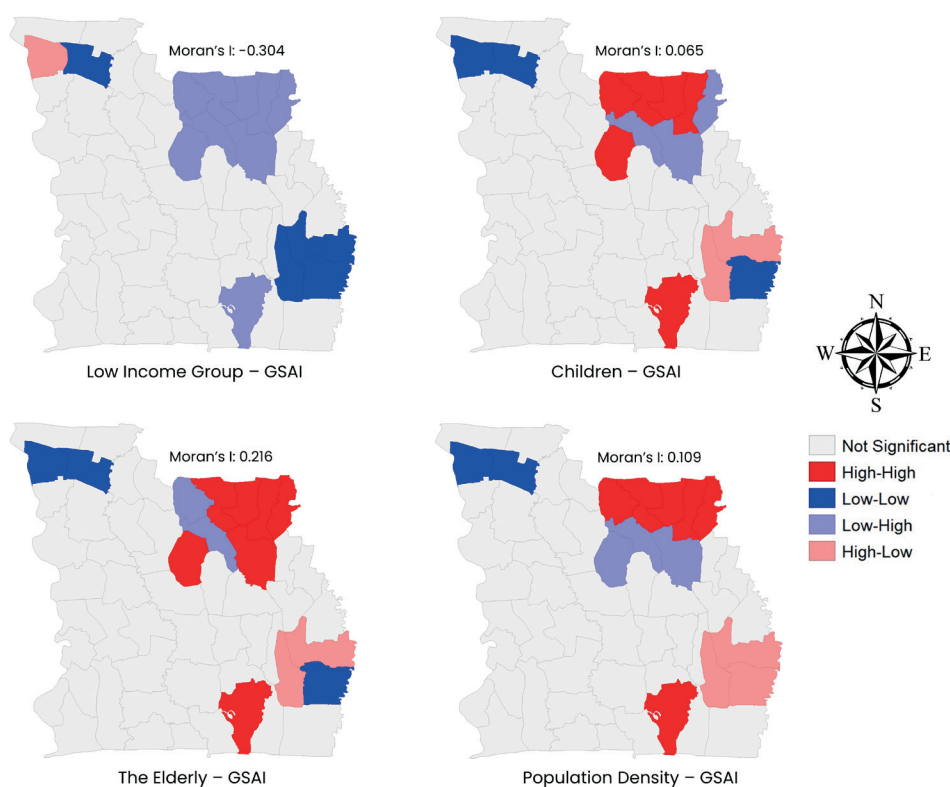 Moran's I: -0.304
Low Income Group – GSAI
Moran's I: 0.065
Children – GSAI
N
W E
S
Moran's I: 0.216
The Elderly – GSAI
Moran's I: 0.109
Population Density – GSAI
Not Significant
High-High
Low-Low
Low-High
High-Low